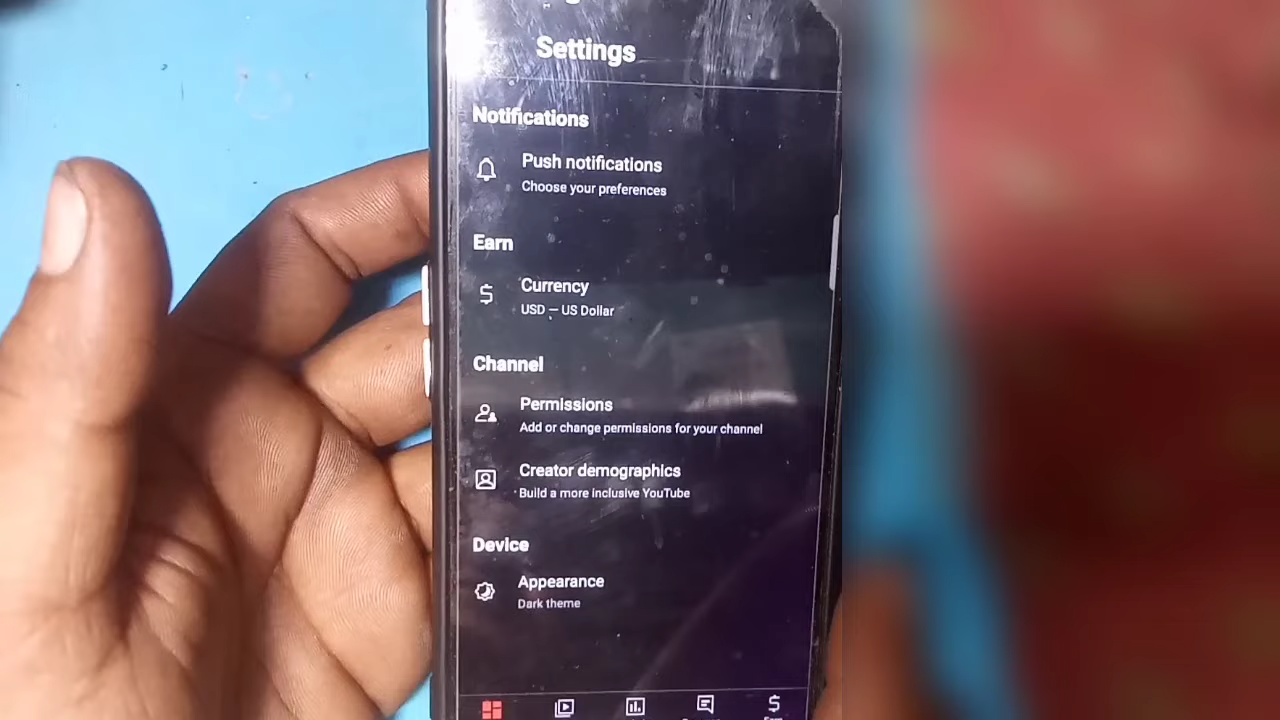 Settings
Notifications
Push notifications
Choose your preferences
Earn
Currency
USD — US Dollar
Channel
Permissions
Add or change permissions for your channel
Creator demographics
Build a more inclusive YouTube
Device
Appearance
Dark theme